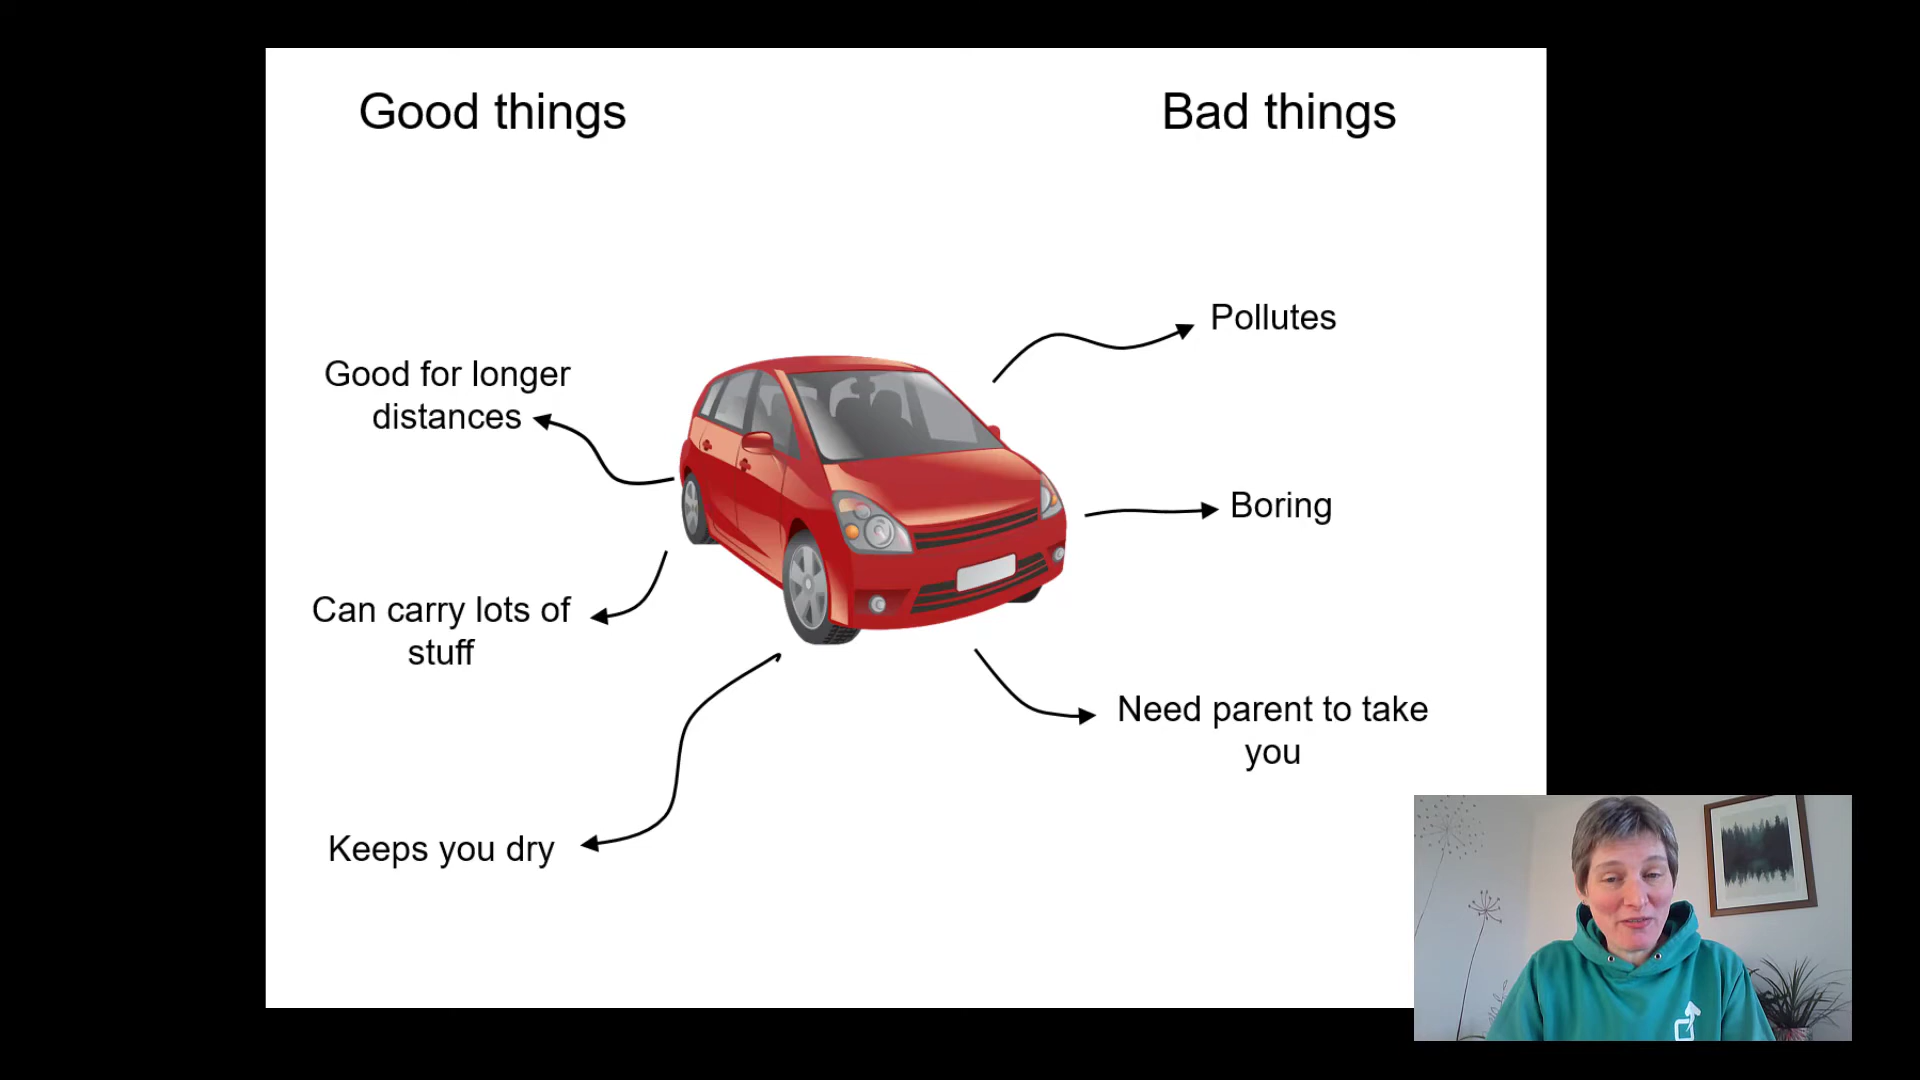 Good things
Bad things
Good for longer
distances
Can carry lots of
stuff
Keeps you dry
Pollutes
Boring
Need parent to take
you